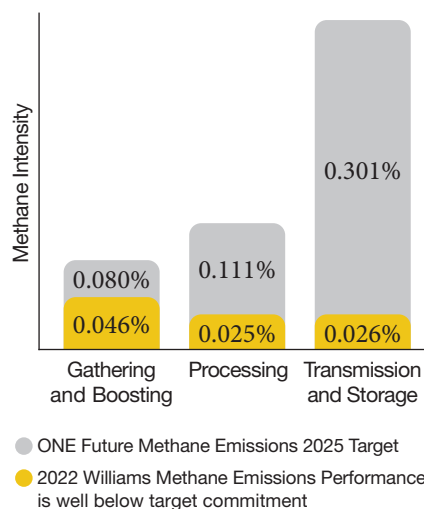 Methane Intensity
0.301%
0.080%
0.111%
0.046%
0.025%
0.026%
Gathering
and Boosting
Processing
Transmission
and Storage
ONE Future Methane Emissions 2025 Target
2022 Williams Methane Emissions Performance
is well below target commitment